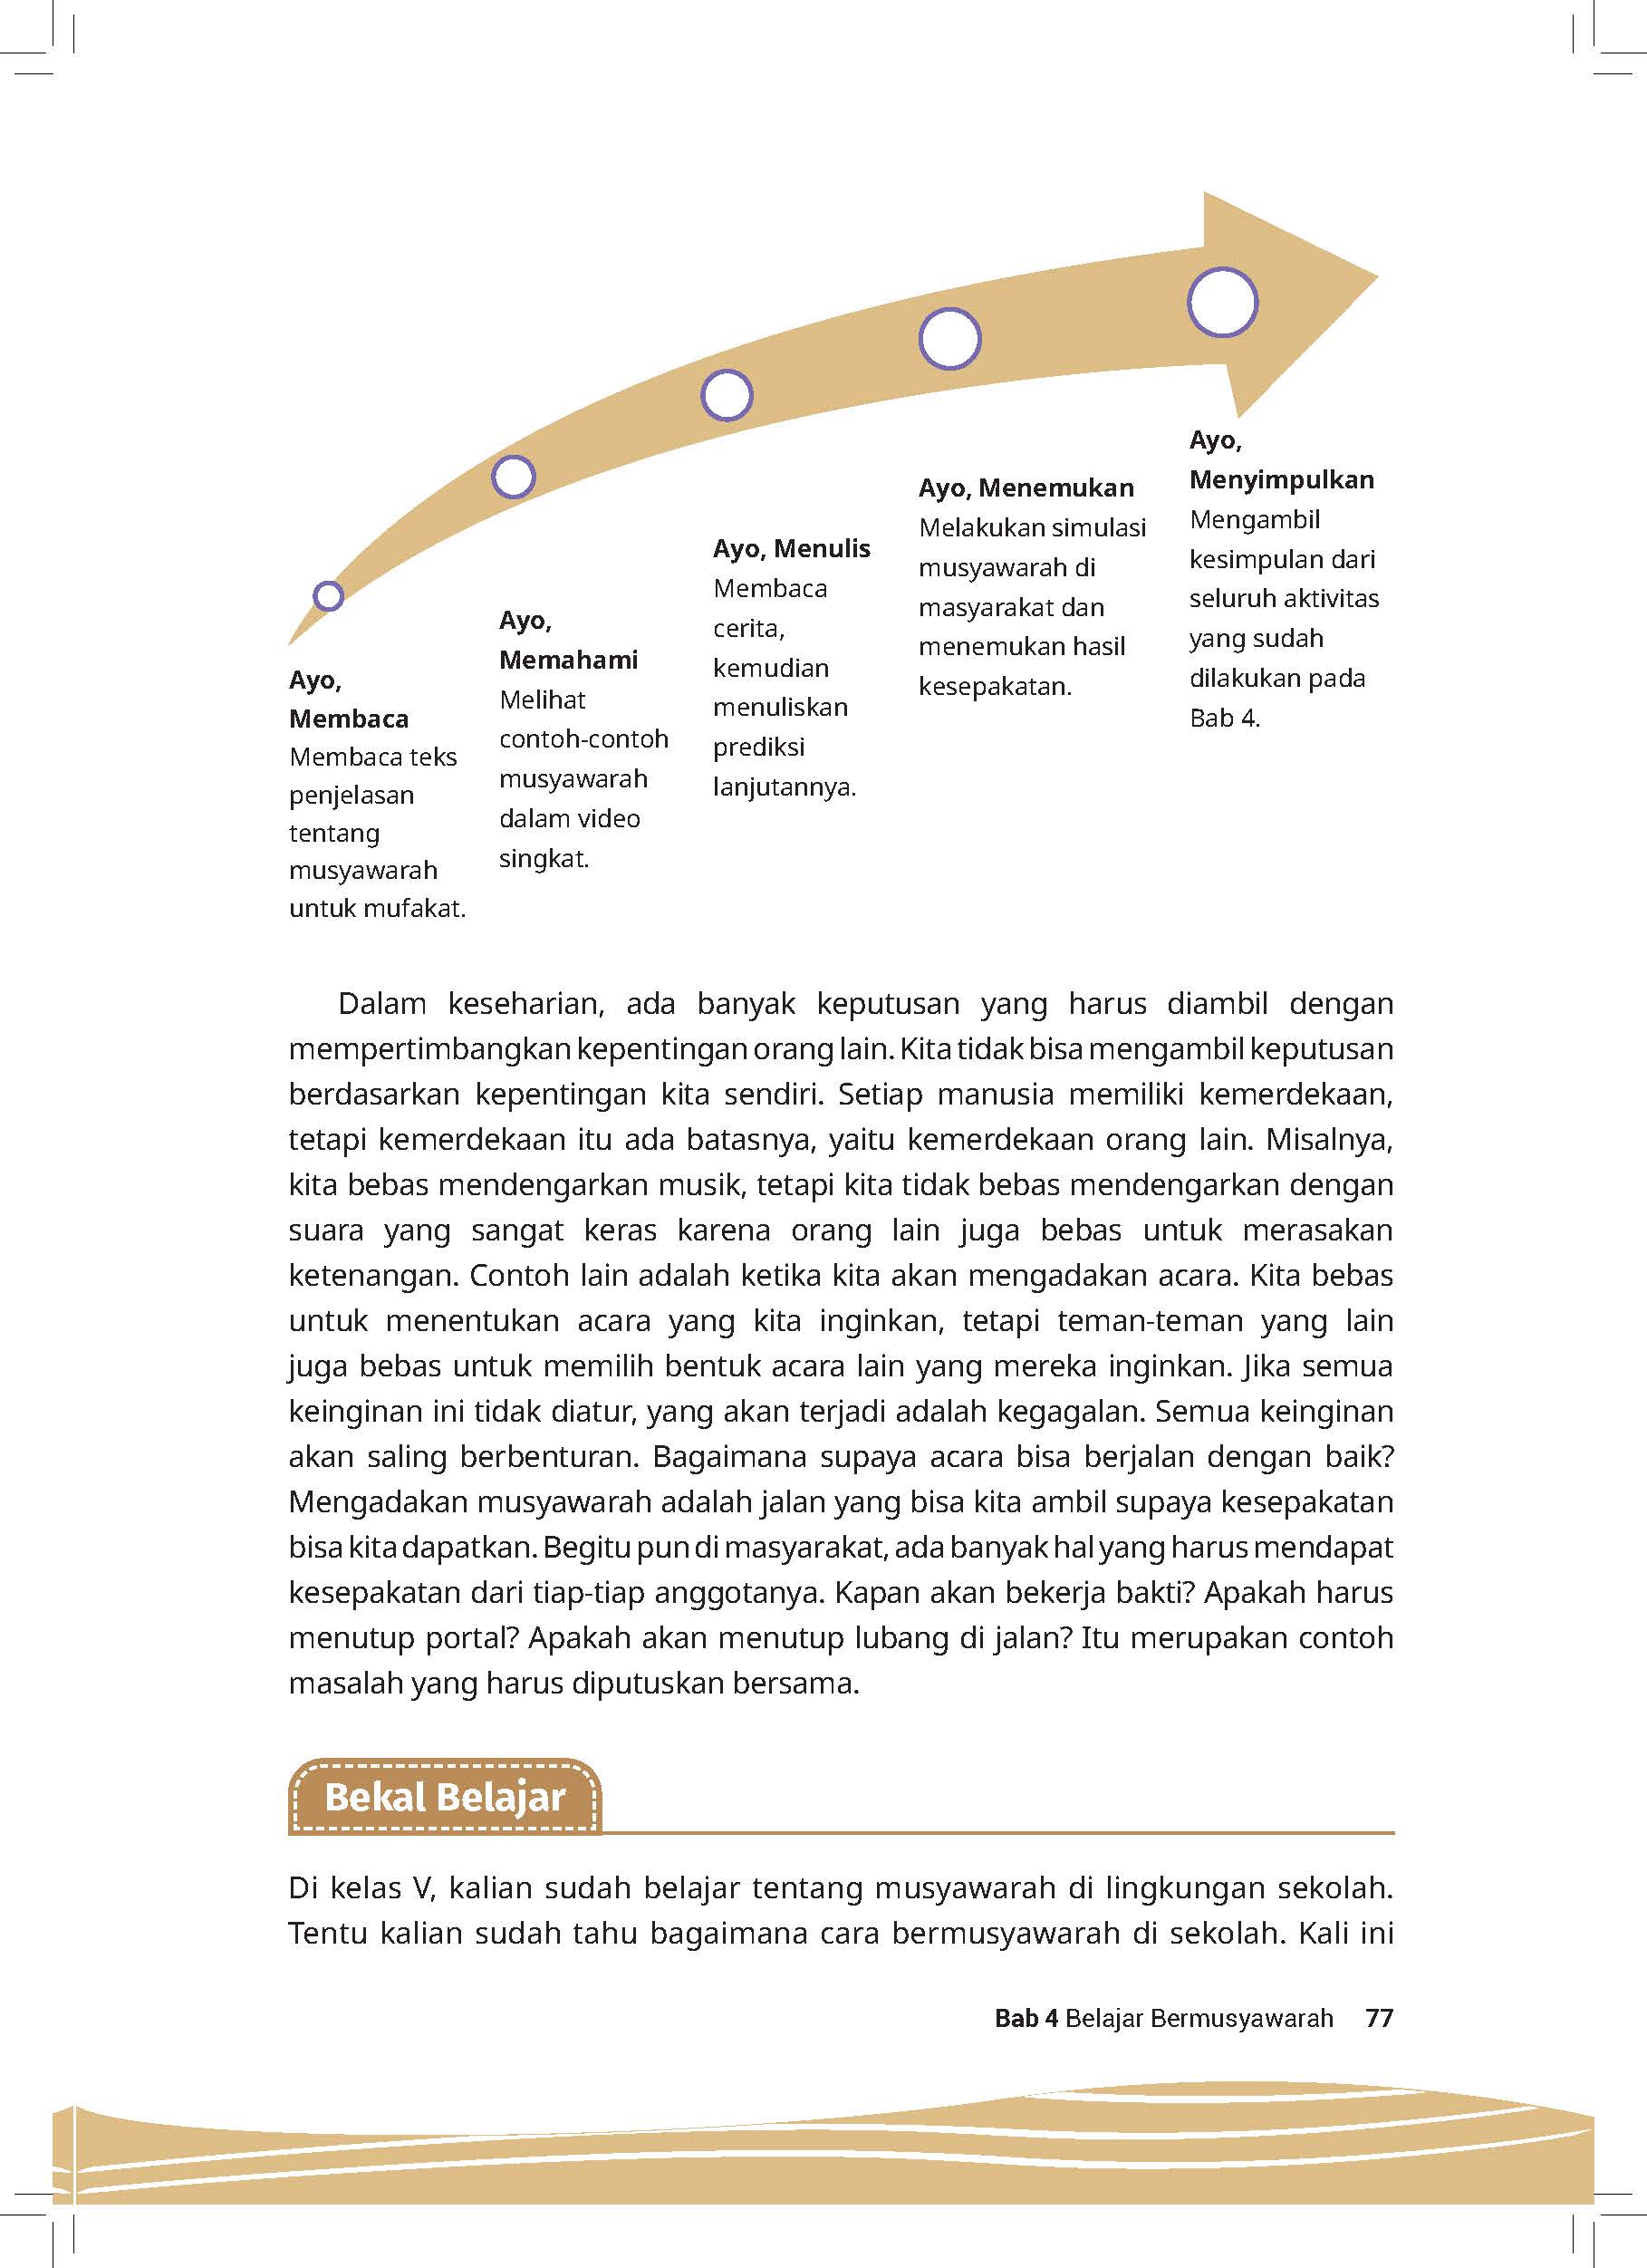 Ayo,
Membaca
Membaca teks
penjelasan
tentang
musyawarah
untuk mufakat.
Ayo,
Memahami
Melihat
contoh-contoh
musyawarah
dalam video
singkat.
Ayo, Menulis
Membaca
cerita,
kemudian
menuliskan
prediksi
lanjutannya.
Ayo, Menemukan
Melakukan simulasi
musyawarah di
masyarakat dan
menemukan hasil
kesepakatan.
Ayo,
Menyimpulkan
Mengambil
kesimpulan dari
seluruh aktivitas
yang sudah
dilakukan pada
Bab 4.
Dalam keseharian, ada banyak keputusan yang harus diambil dengan
mempertimbangkan kepentingan orang lain. Kita tidak bisa mengambil keputusan
berdasarkan kepentingan kita sendiri. Setiap manusia memiliki kemerdekaan,
tetapi kemerdekaan itu ada batasnya, yaitu kemerdekaan orang lain. Misalnya,
kita bebas mendengarkan musik, tetapi kita tidak bebas mendengarkan dengan
suara yang sangat keras karena orang lain juga bebas untuk merasakan
ketenangan. Contoh lain adalah ketika kita akan mengadakan acara. Kita bebas
untuk menentukan acara yang kita inginkan, tetapi teman-teman yang lain
juga bebas untuk memilih bentuk acara lain yang mereka inginkan. Jika semua
keinginan ini tidak diatur, yang akan terjadi adalah kegagalan. Semua keinginan
akan saling berbenturan. Bagaimana supaya acara bisa berjalan dengan baik?
Mengadakan musyawarah adalah jalan yang bisa kita ambil supaya kesepakatan
bisa kita dapatkan. Begitu pun di masyarakat, ada banyak hal yang harus mendapat
kesepakatan dari tiap-tiap anggotanya. Kapan akan bekerja bakti? Apakah harus
menutup portal? Apakah akan menutup lubang di jalan? Itu merupakan contoh
masalah yang harus diputuskan bersama.
Bekal Belajar
Di kelas V, kalian sudah belajar tentang musyawarah di lingkungan sekolah.
Tentu kalian sudah tahu bagaimana cara bermusyawarah di sekolah. Kali ini
Bab 4 Belajar Bermusyawarah 77